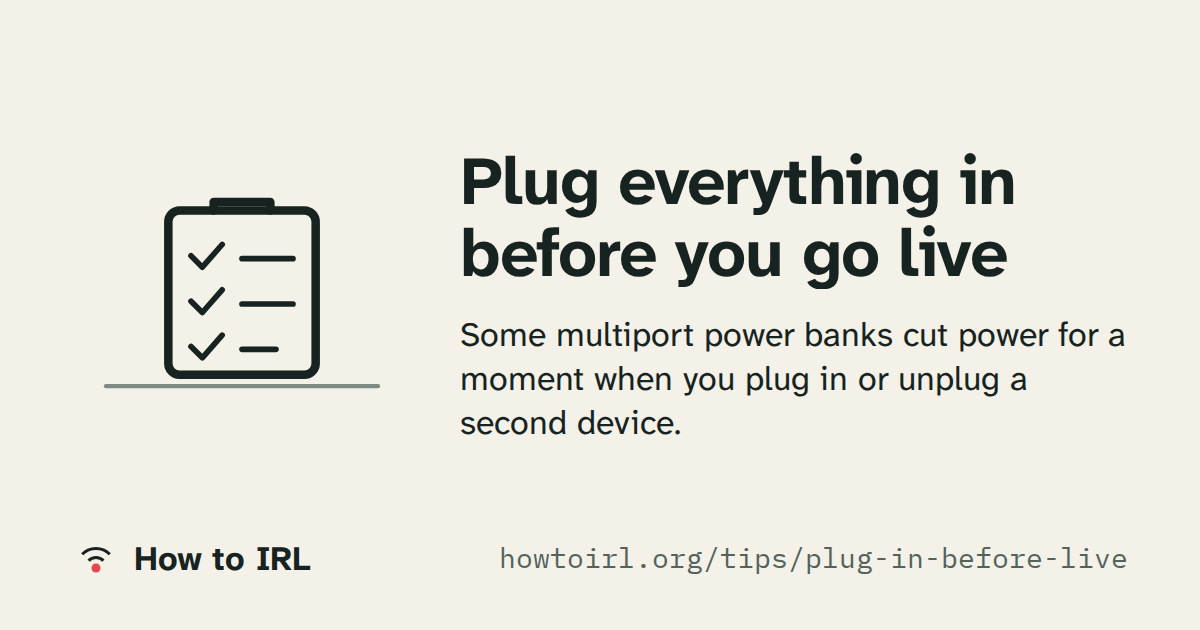 Plug everything in
before you go live
Some multiport power banks cut power for a
moment when you plug in or unplug a
second device.
How to IRL
howtoirl.org/tips/plug-in-before-live